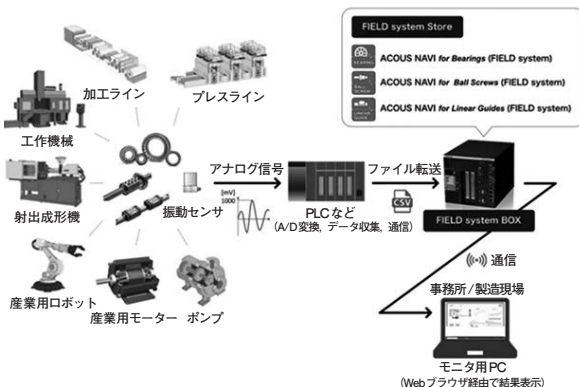 FIELD system Store
BEARING
ACOUS NAVI for Bearings (FIELD system)
BALL SCREW
ACOUS NAVI for Ball Screws (FIELD system)
LINEAR GUIDE
ACOUS NAVI for Linear Guides (FIELD system)
加工ライン
プレスライン
工作機械
射出成形機
振動センサ
産業用ロボット
産業用モーター
ポンプ
アナログ信号
[mV]
1000
PLCなど
(A/D変換, データ収集, 通信)
ファイル転送
CSV
FIELD system BOX
通信
事務所/製造現場
モニタ用PC
(Webブラウザ経由で結果表示)